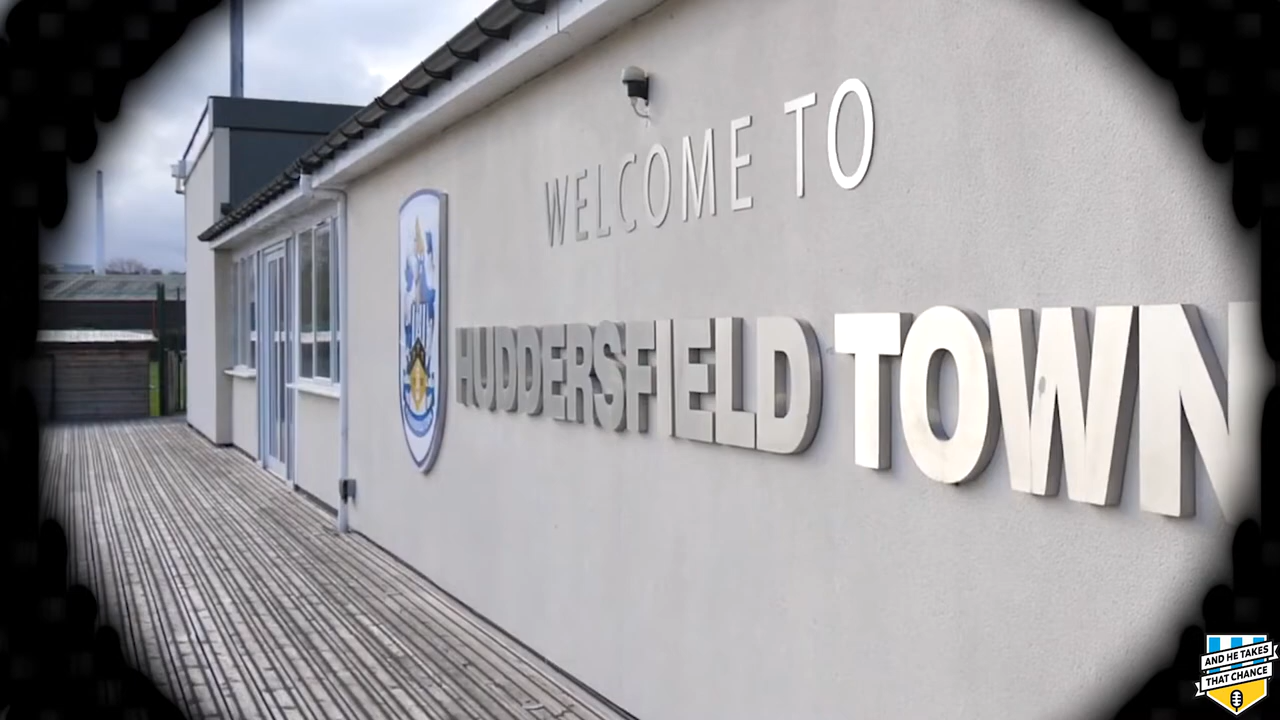 WELCOME TO
HUDDERSFIELD TOWN
AND HE TAKES
THAT CHANCE